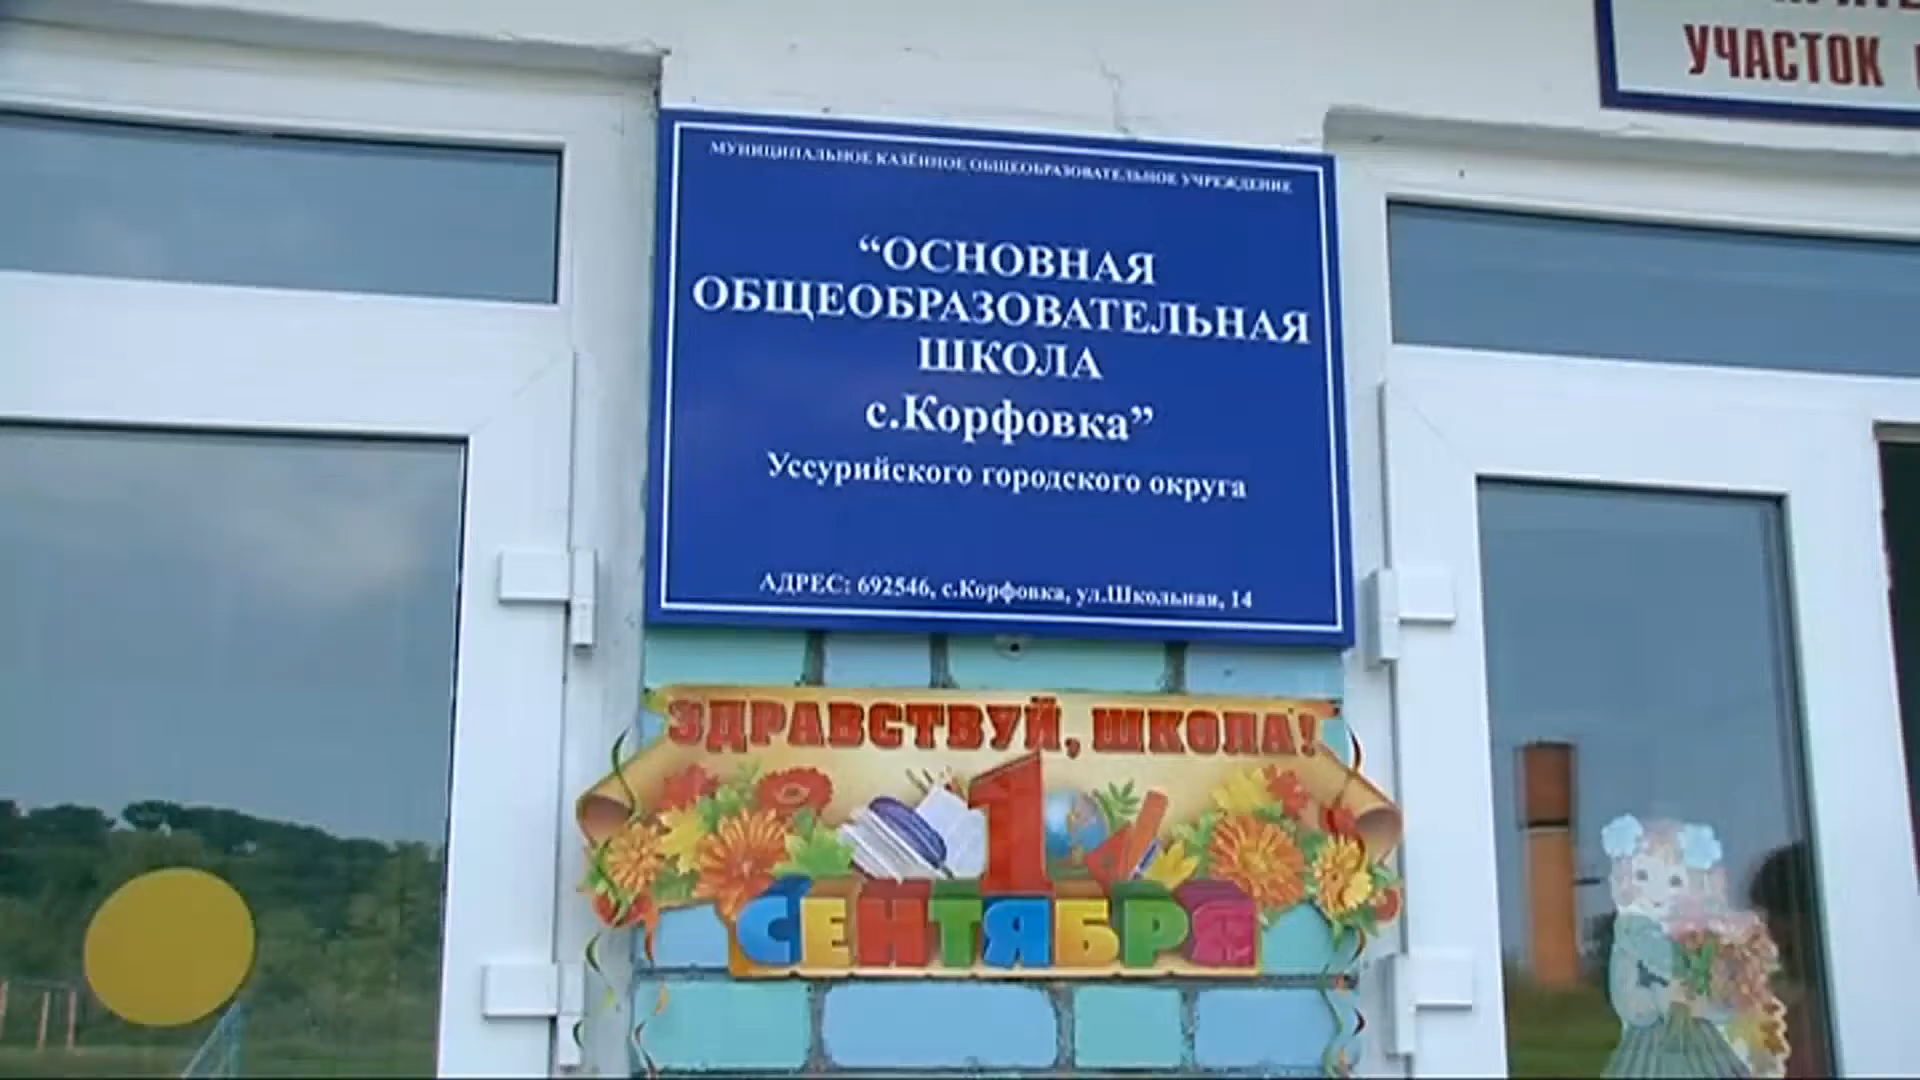 УЧАСТОК
МУНИЦИПАЛЬНОЕ КАЗЁННОЕ ОБЩЕОБРАЗОВАТЕЛЬНОЕ УЧРЕЖДЕНИЕ
“ОСНОВНАЯ
ОБЩЕОБРАЗОВАТЕЛЬНАЯ
ШКОЛА
с.Корфовка”
Уссурийского городского округа
АДРЕС: 692546, с.Корфовка, ул.Школьная, 14
ЗДРАВСТВУЙ, ШКОЛА!
1
СЕНТЯБРЯ